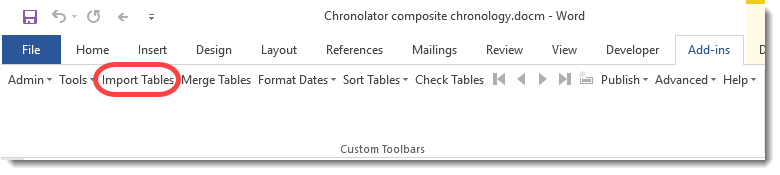 Chronolator composite chronology.docm - Word
File Home Insert Design Layout References Mailings Review View Developer Add-ins D
Admin Tools Import Tables Merge Tables Format Dates Sort Tables Check Tables Publish Advanced Help
Custom Toolbars